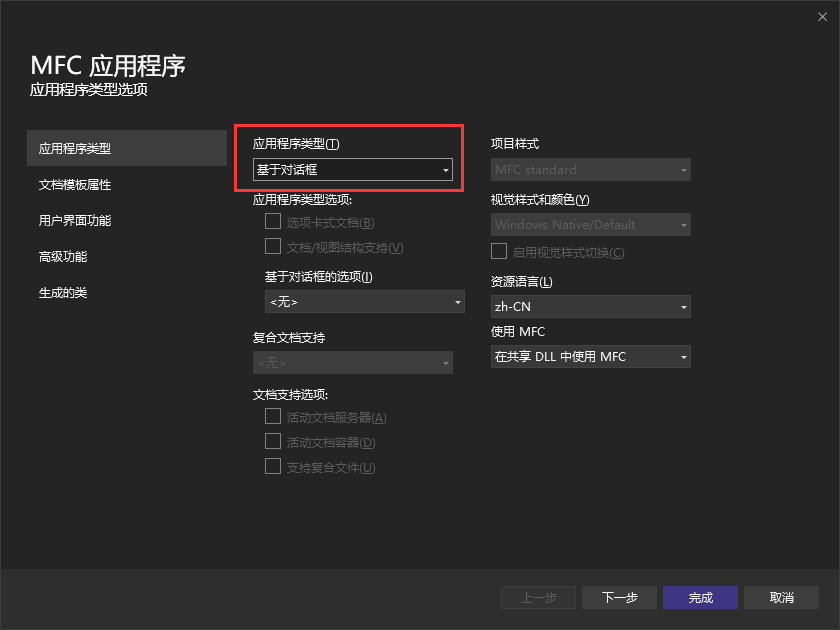 MFC 应用程序
应用程序类型选项
应用程序类型
文档模板属性
用户界面功能
高级功能
生成的类
应用程序类型(T)
基于对话框
应用程序类型选项:
选项卡式文档(B)
文档/视图结构支持(V)
基于对话框的选项(I)
<无>
复合文档支持
<无>
文档支持选项:
活动文档服务器(A)
活动文档容器(D)
支持复合文件(U)
项目样式
MFC standard
视觉样式和颜色(Y)
Windows Native/Default
启用视觉样式切换(C)
资源语言(L)
zh-CN
使用 MFC
在共享 DLL 中使用 MFC
上一步
下一步
完成
取消